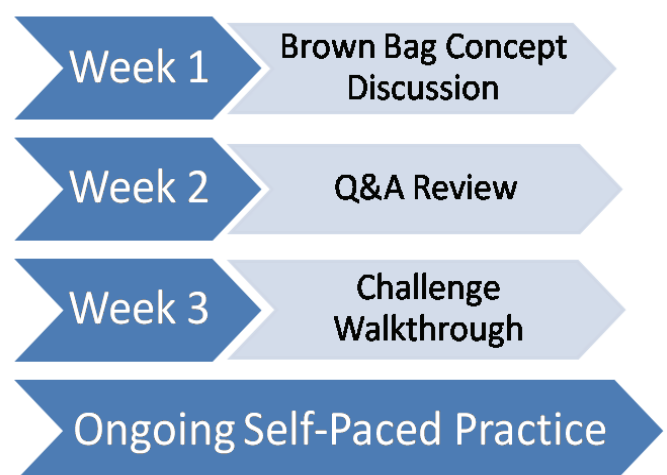 Week 1
Brown Bag Concept
Discussion
Week 2
Q&A Review
Week 3
Challenge
Walkthrough
Ongoing Self-Paced Practice